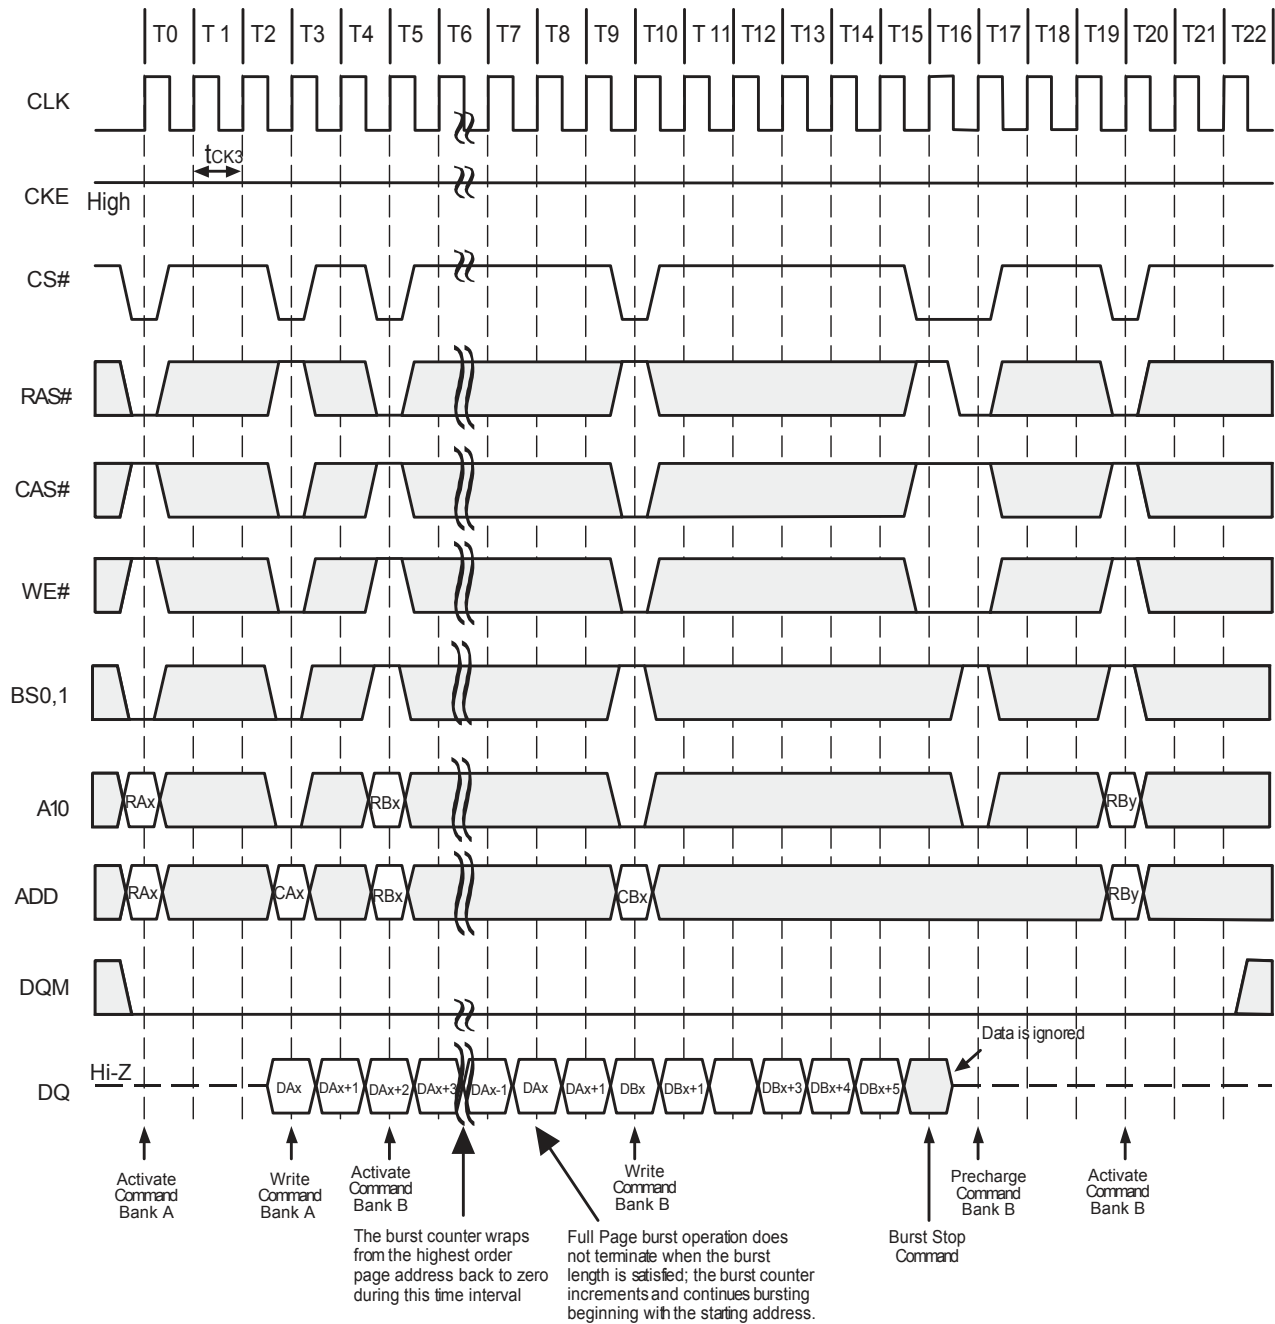 T0 T 1 T2 T3 T4 T5 T6 T7 T8 T9 T10 T 11 T12 T13 T14 T15 T16 T17 T18 T19 T20 T21 T22
CLK
tCK3
CKE High
CS#
RAS#
CAS#
WE#
BS0,1
A10 RAx RBx RBy
ADD RAx CAx RBx CBx RBy
DQM
Data is ignored
Hi-Z
DQ DAx DAx+1 DAx+2 DAx+3 DAx-1 DAx DAx+1 DBx DBx+1 DBx+3 DBx+4 DBx+5
Activate
Command
Bank A
Write
Command
Bank A
Activate
Command
Bank B
Write
Command
Bank B
Precharge
Command
Bank B
Activate
Command
Bank B
The burst counter wraps
from the highest order
page address back to zero
during this time interval
Full Page burst operation does
not terminate when the burst
length is satisfied; the burst counter
increments and continues bursting
beginning with the starting address.
Burst Stop
Command